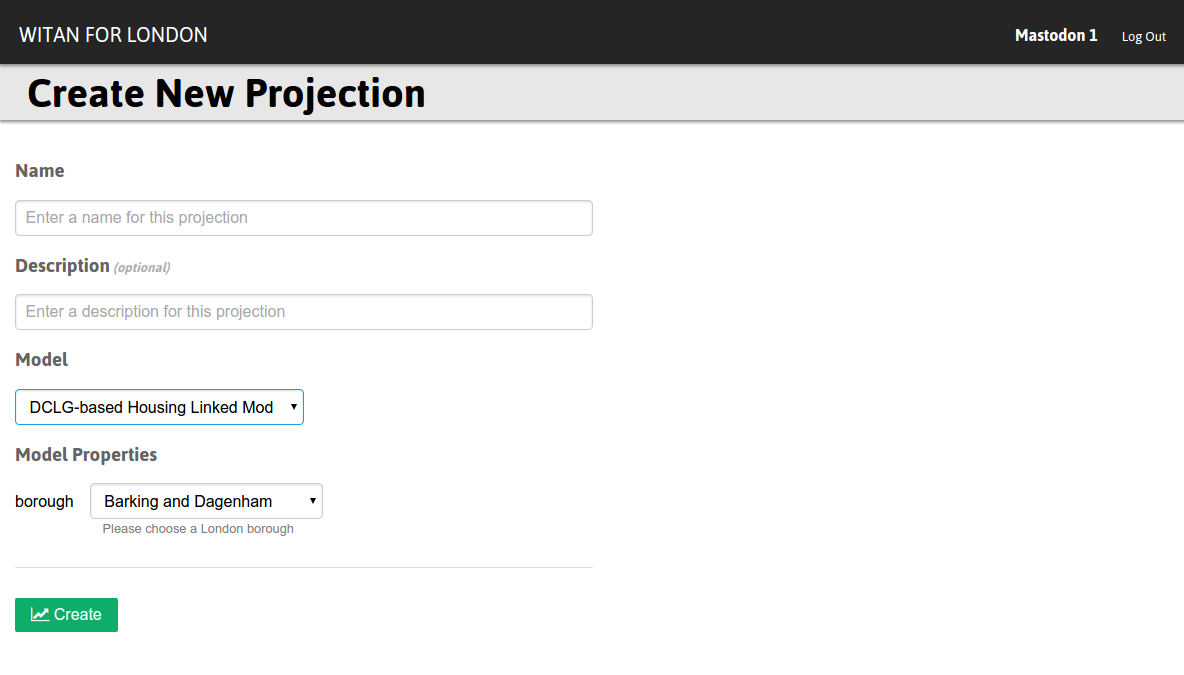 WITAN FOR LONDON
Mastodon 1 Log Out
Create New Projection
Name
Enter a name for this projection
Description (optional)
Enter a description for this projection
Model
DCLG-based Housing Linked Mod
Model Properties
borough Barking and Dagenham
Please choose a London borough
Create